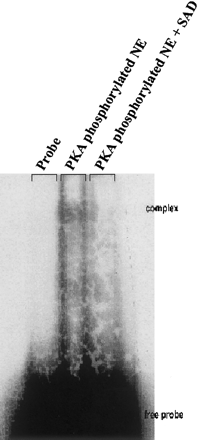 Probe
PKA phosphorylated NE
PKA phosphorylated NE + SAD
complex
free probe